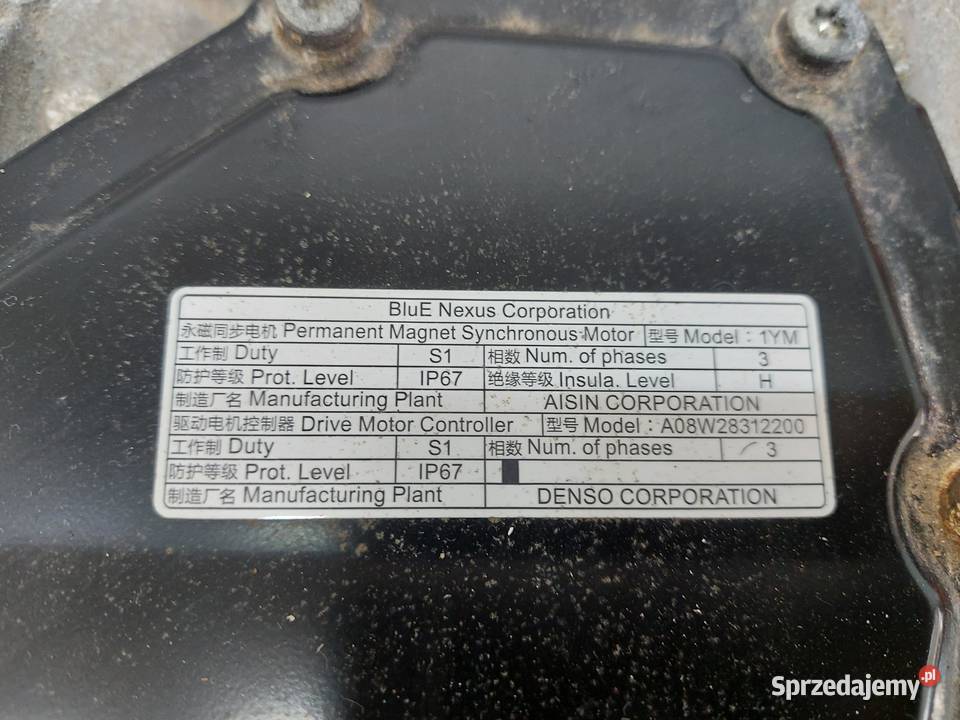 BluE Nexus Corporation
永磁同步电机 Permanent Magnet Synchronous Motor 型号 Model : 1YM
工作制 Duty S1 相数 Num. of phases 3
防护等级 Prot. Level IP67 绝缘等级 Insula. Level H
制造厂名 Manufacturing Plant AISIN CORPORATION
驱动电机控制器 Drive Motor Controller 型号 Model : A08W28312200
工作制 Duty S1 相数 Num. of phases 3
防护等级 Prot. Level IP67
制造厂名 Manufacturing Plant DENSO CORPORATION
Sprzedajemy.pl